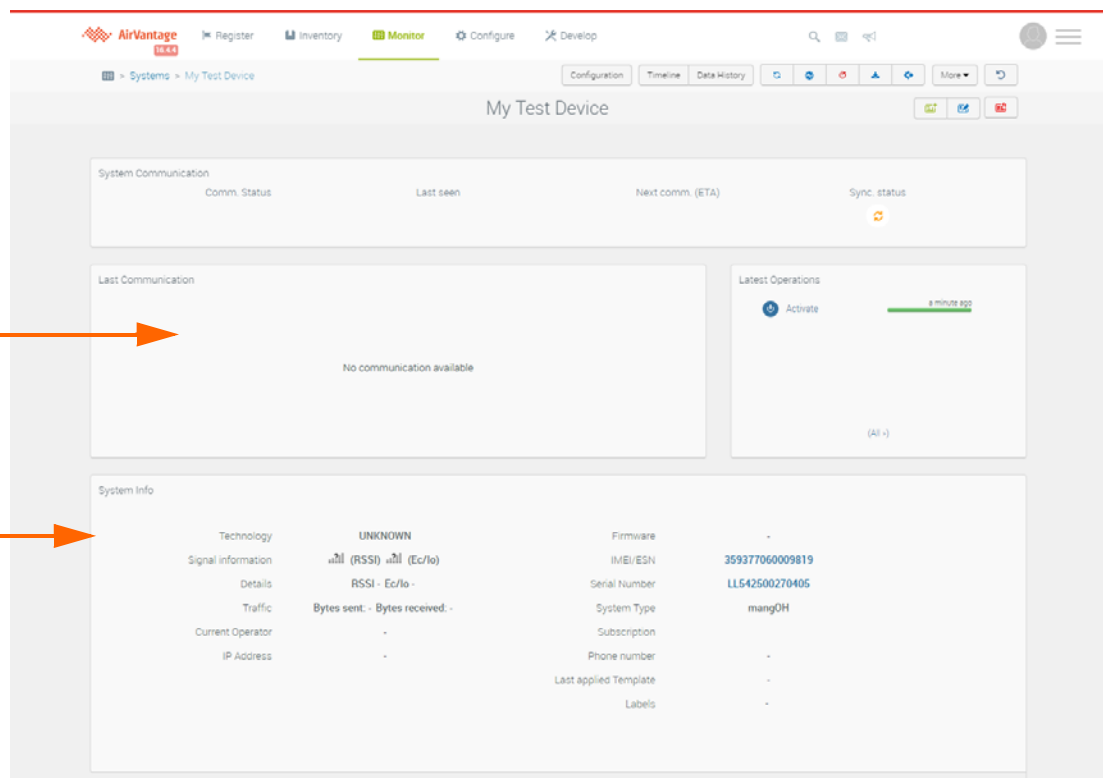 AirVantage Register Inventory Monitor Configure Develop
16.4.4
> Systems > My Test Device Configuration Timeline Data History More
My Test Device
System Communication
Comm. Status Last seen Next comm. (ETA) Sync. status
Last Communication
No communication available
Latest Operations
Activate a minute ago
(All »)
System Info
Technology UNKNOWN
Signal information (RSSI) (Ec/Io)
Details RSSI - Ec/Io -
Traffic Bytes sent: - Bytes received: -
Current Operator -
IP Address -
Firmware -
IMEI/ESN 359377060009819
Serial Number LL542500270405
System Type mangOH
Subscription
Phone number -
Last applied Template -
Labels -